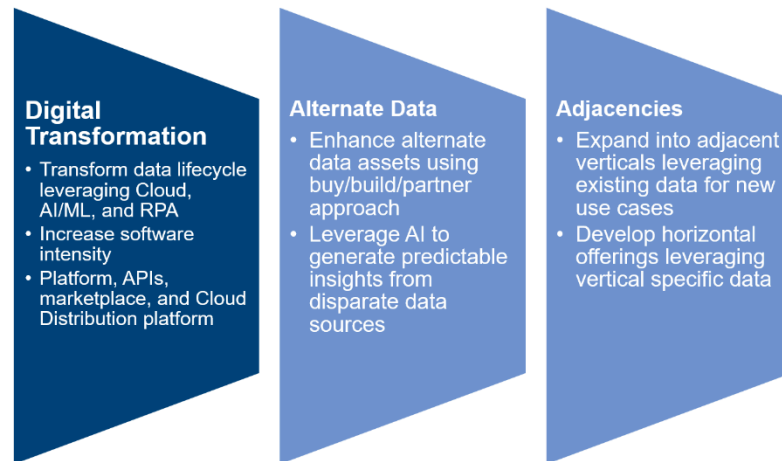 Digital
Transformation
• Transform data lifecycle
leveraging Cloud,
AI/ML, and RPA
• Increase software
intensity
• Platform, APIs,
marketplace, and Cloud
Distribution platform
Alternate Data
• Enhance alternate
data assets using
buy/build/partner
approach
• Leverage AI to
generate predictable
insights from
disparate data
sources
Adjacencies
• Expand into adjacent
verticals leveraging
existing data for new
use cases
• Develop horizontal
offerings leveraging
vertical specific data